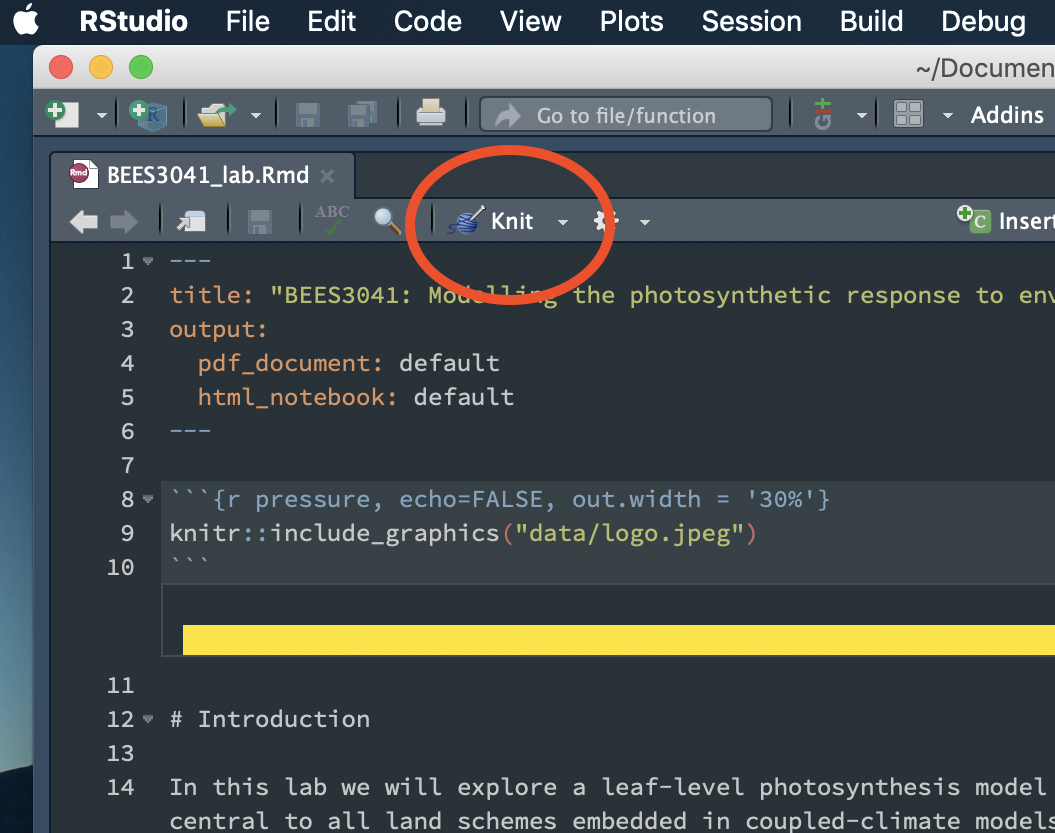 RStudio File Edit Code View Plots Session Build Debug
~/Documen
R Go to file/function GIT Addins
Rmd BEES3041_lab.Rmd
ABC Knit C Insert
1 ---
2 title: "BEES3041: Modelling the photosynthetic response to env
3 output:
4 pdf_document: default
5 html_notebook: default
6 ---
7
8 ```{r pressure, echo=FALSE, out.width = '30%'}
9 knitr::include_graphics("data/logo.jpeg")
10 ```
11
12 # Introduction
13
14 In this lab we will explore a leaf-level photosynthesis model
central to all land schemes embedded in coupled-climate models